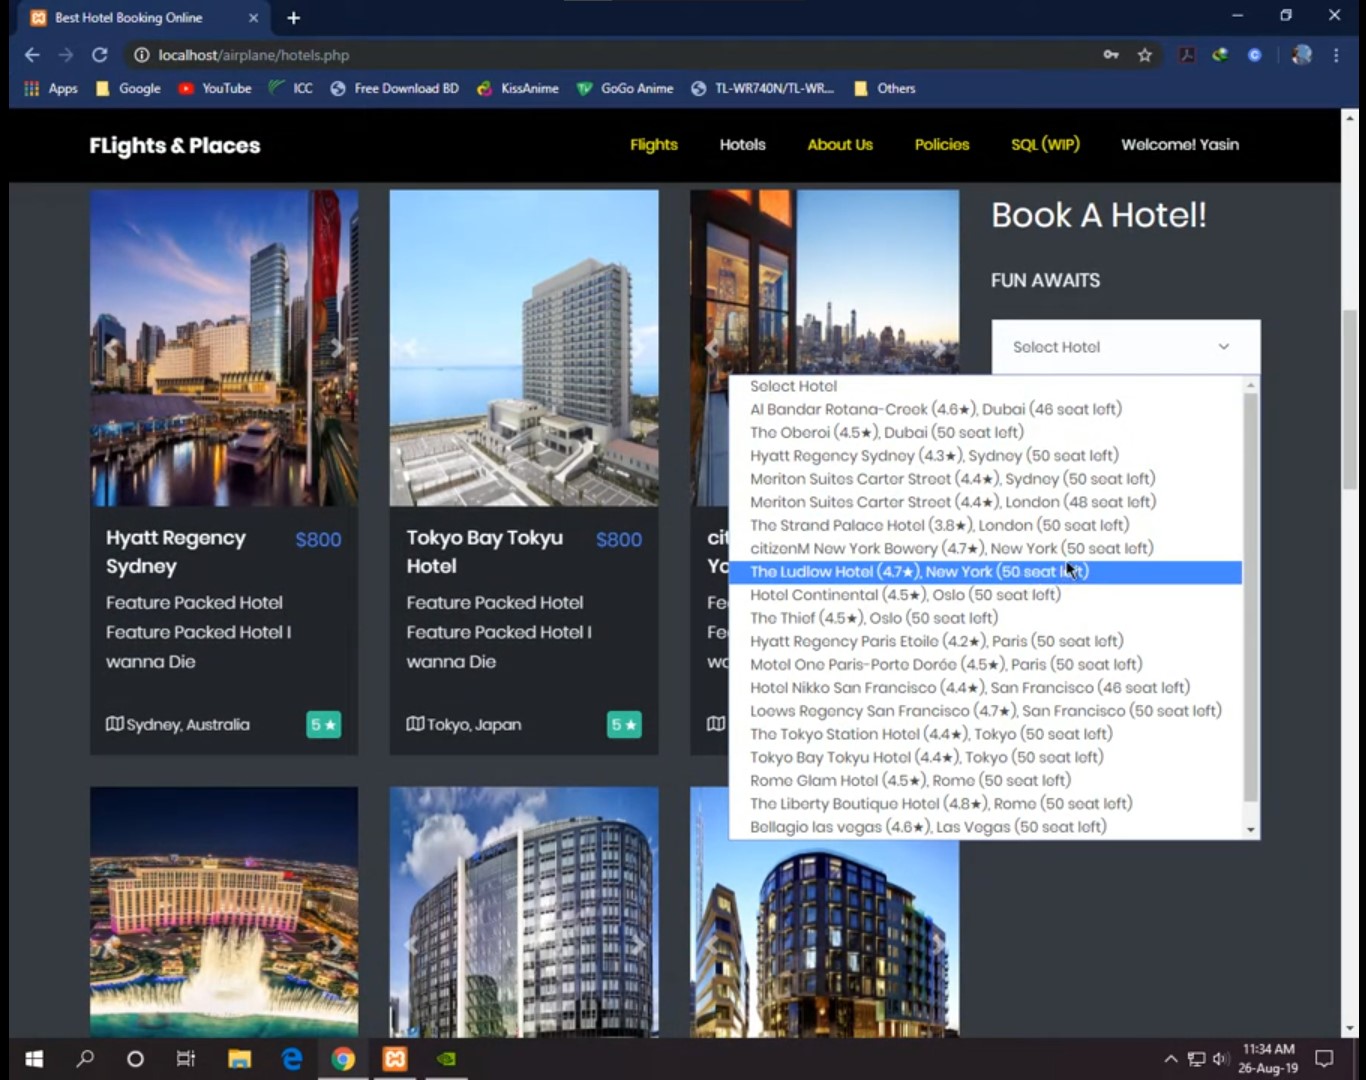 Best Hotel Booking Online
localhost/airplane/hotels.php
Apps Google YouTube ICC Free Download BD KissAnime GoGo Anime TL-WR740N/TL-WR... Others
FLights & Places
Flights Hotels About Us Policies SQL (WIP) Welcome! Yasin
Book A Hotel!
FUN AWAITS
Select Hotel
Select Hotel
Al Bandar Rotana-Creek (4.6★), Dubai (46 seat left)
The Oberoi (4.5★), Dubai (50 seat left)
Hyatt Regency Sydney (4.3★), Sydney (50 seat left)
Meriton Suites Carter Street (4.4★), Sydney (50 seat left)
Meriton Suites Carter Street (4.4★), London (48 seat left)
The Strand Palace Hotel (3.8★), London (50 seat left)
citizenM New York Bowery (4.7★), New York (50 seat left)
The Ludlow Hotel (4.7★), New York (50 seat left)
Hotel Continental (4.5★), Oslo (50 seat left)
The Thief (4.5★), Oslo (50 seat left)
Hyatt Regency Paris Etoile (4.2★), Paris (50 seat left)
Motel One Paris-Porte Dorée (4.5★), Paris (50 seat left)
Hotel Nikko San Francisco (4.4★), San Francisco (46 seat left)
Loews Regency San Francisco (4.7★), San Francisco (50 seat left)
The Tokyo Station Hotel (4.4★), Tokyo (50 seat left)
Tokyo Bay Tokyu Hotel (4.4★), Tokyo (50 seat left)
Rome Glam Hotel (4.5★), Rome (50 seat left)
The Liberty Boutique Hotel (4.8★), Rome (50 seat left)
Bellagio las vegas (4.6★), Las Vegas (50 seat left)
Hyatt Regency $800
Sydney
Feature Packed Hotel
Feature Packed Hotel I
wanna Die
Sydney, Australia 5 ★
Tokyo Bay Tokyu $800
Hotel
Feature Packed Hotel
Feature Packed Hotel I
wanna Die
Tokyo, Japan 5 ★
11:34 AM
26-Aug-19